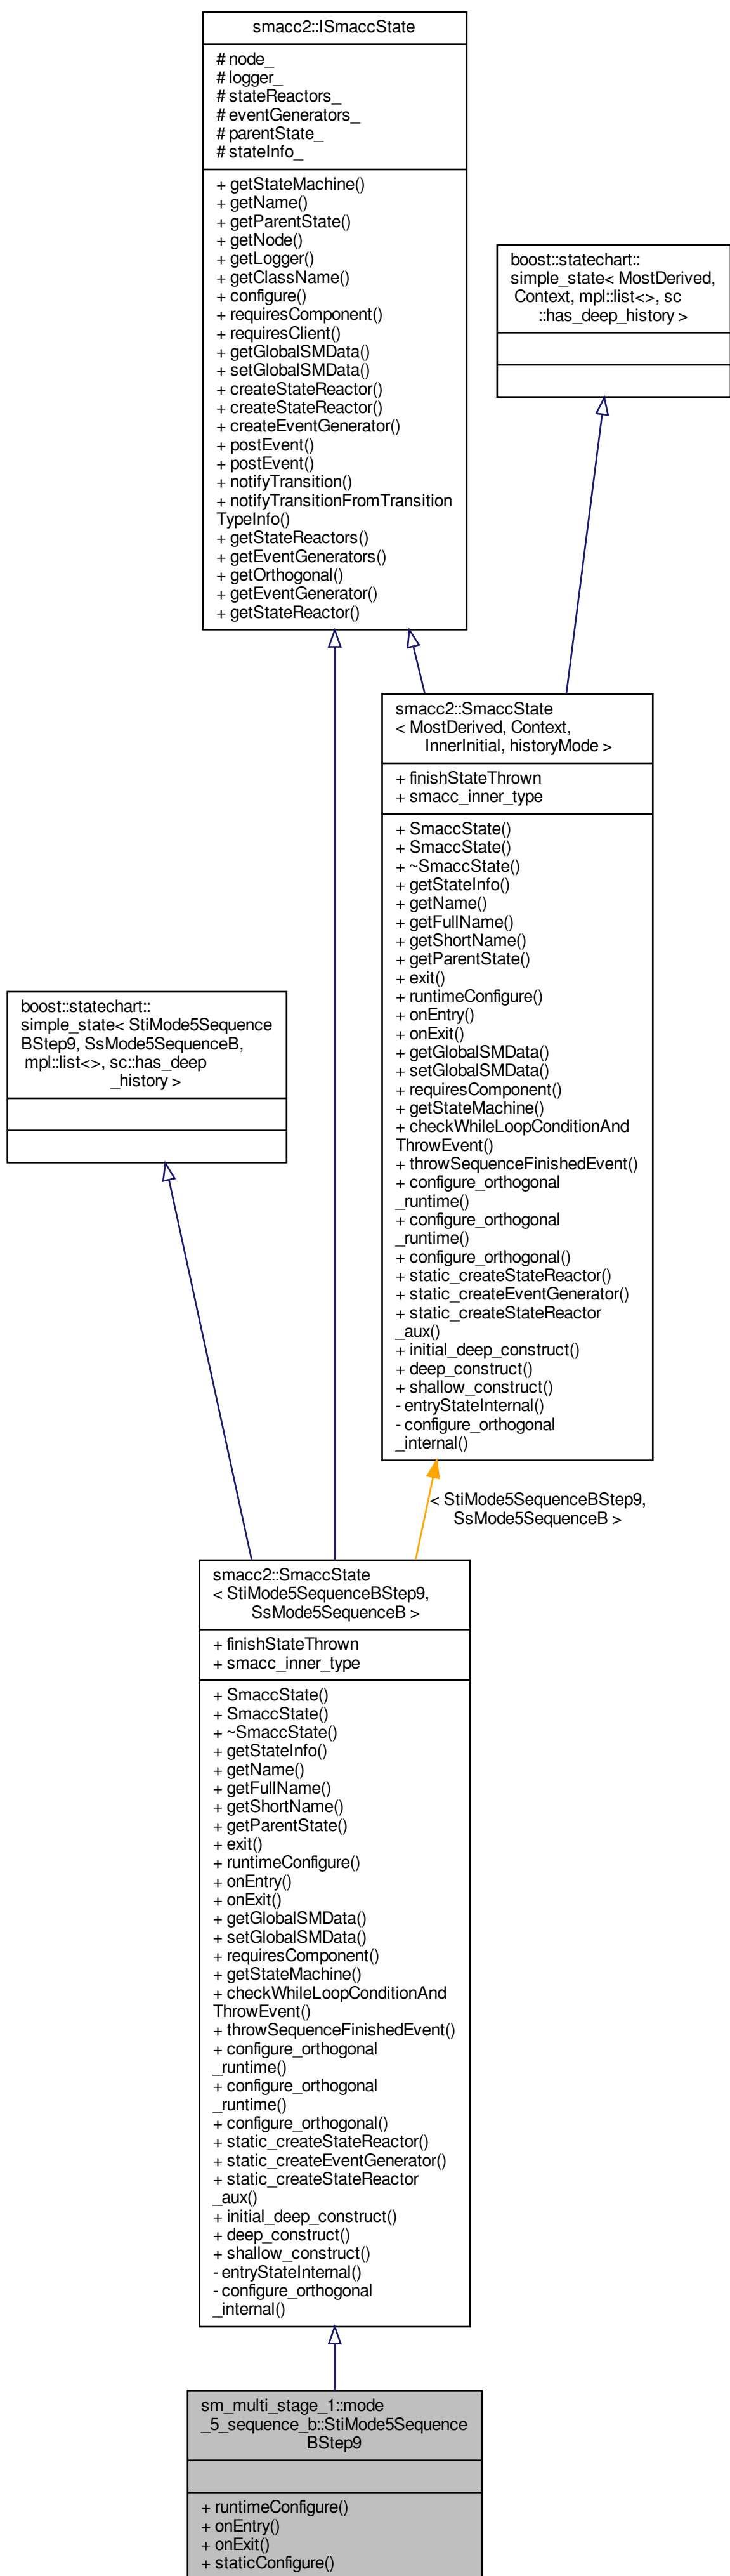 smacc2::ISmaccState
# node_
# logger_
# stateReactors_
# eventGenerators_
# parentState_
# stateInfo_
+ getStateMachine()
+ getName()
+ getParentState()
+ getNode()
+ getLogger()
+ getClassName()
+ configure()
+ requiresComponent()
+ requiresClient()
+ getGlobalSMData()
+ setGlobalSMData()
+ createStateReactor()
+ createStateReactor()
+ createEventGenerator()
+ postEvent()
+ postEvent()
+ notifyTransition()
+ notifyTransitionFromTransition
TypeInfo()
+ getStateReactors()
+ getEventGenerators()
+ getOrthogonal()
+ getEventGenerator()
+ getStateReactor()
boost::statechart::
simple_state< MostDerived,
Context, mpl::list<>, sc
::has_deep_history >
smacc2::SmaccState
< MostDerived, Context,
InnerInitial, historyMode >
+ finishStateThrown
+ smacc_inner_type
+ SmaccState()
+ SmaccState()
+ ~SmaccState()
+ getStateInfo()
+ getName()
+ getFullName()
+ getShortName()
+ getParentState()
+ exit()
+ runtimeConfigure()
+ onEntry()
+ onExit()
+ getGlobalSMData()
+ setGlobalSMData()
+ requiresComponent()
+ getStateMachine()
+ checkWhileLoopConditionAnd
ThrowEvent()
+ throwSequenceFinishedEvent()
+ configure_orthogonal
_runtime()
+ configure_orthogonal
_runtime()
+ configure_orthogonal()
+ static_createStateReactor()
+ static_createEventGenerator()
+ static_createStateReactor
_aux()
+ initial_deep_construct()
+ deep_construct()
+ shallow_construct()
- entryStateInternal()
- configure_orthogonal
_internal()
boost::statechart::
simple_state< StiMode5Sequence
BStep9, SsMode5SequenceB,
mpl::list<>, sc::has_deep
_history >
< StiMode5SequenceBStep9,
SsMode5SequenceB >
smacc2::SmaccState
< StiMode5SequenceBStep9,
SsMode5SequenceB >
+ finishStateThrown
+ smacc_inner_type
+ SmaccState()
+ SmaccState()
+ ~SmaccState()
+ getStateInfo()
+ getName()
+ getFullName()
+ getShortName()
+ getParentState()
+ exit()
+ runtimeConfigure()
+ onEntry()
+ onExit()
+ getGlobalSMData()
+ setGlobalSMData()
+ requiresComponent()
+ getStateMachine()
+ checkWhileLoopConditionAnd
ThrowEvent()
+ throwSequenceFinishedEvent()
+ configure_orthogonal
_runtime()
+ configure_orthogonal
_runtime()
+ configure_orthogonal()
+ static_createStateReactor()
+ static_createEventGenerator()
+ static_createStateReactor
_aux()
+ initial_deep_construct()
+ deep_construct()
+ shallow_construct()
- entryStateInternal()
- configure_orthogonal
_internal()
sm_multi_stage_1::mode
_5_sequence_b::StiMode5Sequence
BStep9
+ runtimeConfigure()
+ onEntry()
+ onExit()
+ staticConfigure()